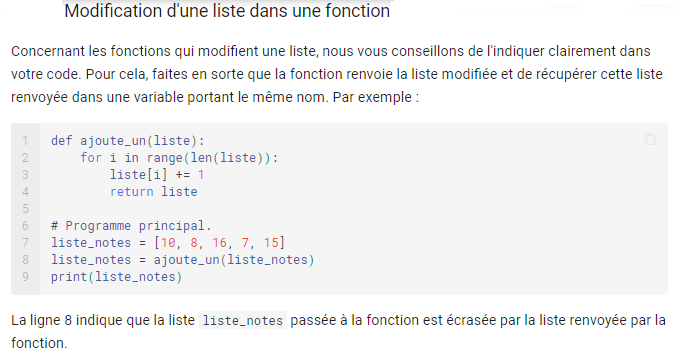 Modification d'une liste dans une fonction
Concernant les fonctions qui modifient une liste, nous vous conseillons de l'indiquer clairement dans
votre code. Pour cela, faites en sorte que la fonction renvoie la liste modifiée et de récupérer cette liste
renvoyée dans une variable portant le même nom. Par exemple :
1 def ajoute_un(liste):
2     for i in range(len(liste)):
3         liste[i] += 1
4         return liste
5
6 # Programme principal.
7 liste_notes = [10, 8, 16, 7, 15]
8 liste_notes = ajoute_un(liste_notes)
9 print(liste_notes)
La ligne 8 indique que la liste liste_notes passée à la fonction est écrasée par la liste renvoyée par la
fonction.